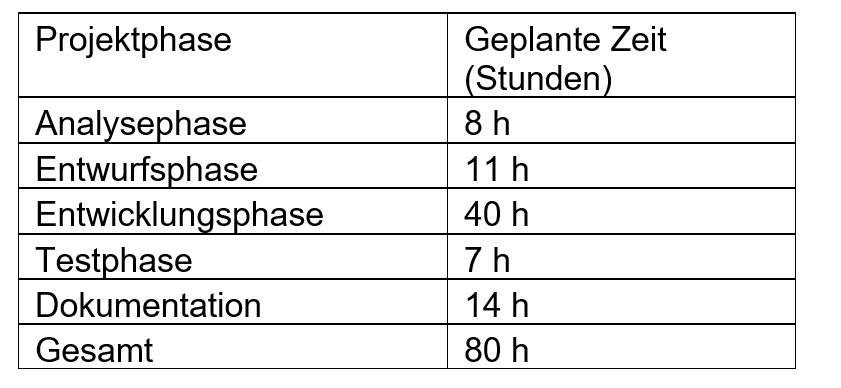 Projektphase Geplante Zeit
(Stunden)
Analysephase 8 h
Entwurfsphase 11 h
Entwicklungsphase 40 h
Testphase 7 h
Dokumentation 14 h
Gesamt 80 h